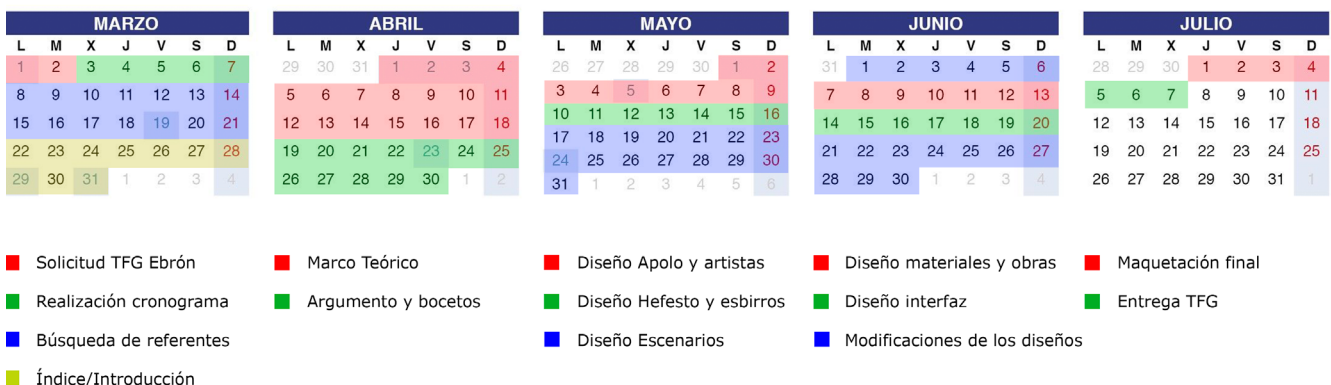 MARZO
L M X J V S D
1 2 3 4 5 6 7
8 9 10 11 12 13 14
15 16 17 18 19 20 21
22 23 24 25 26 27 28
29 30 31 1 2 3 4
Solicitud TFG Ebrón
Realización cronograma
Búsqueda de referentes
Índice/Introducción
ABRIL
L M X J V S D
29 30 31 1 2 3 4
5 6 7 8 9 10 11
12 13 14 15 16 17 18
19 20 21 22 23 24 25
26 27 28 29 30 1 2
Marco Teórico
Argumento y bocetos
MAYO
L M X J V S D
26 27 28 29 30 1 2
3 4 5 6 7 8 9
10 11 12 13 14 15 16
17 18 19 20 21 22 23
24 25 26 27 28 29 30
31 1 2 3 4 5 6
Diseño Apolo y artistas
Diseño Hefesto y esbirros
Diseño Escenarios
JUNIO
L M X J V S D
31 1 2 3 4 5 6
7 8 9 10 11 12 13
14 15 16 17 18 19 20
21 22 23 24 25 26 27
28 29 30 1 2 3 4
Diseño materiales y obras
Diseño interfaz
Modificaciones de los diseños
JULIO
L M X J V S D
28 29 30 1 2 3 4
5 6 7 8 9 10 11
12 13 14 15 16 17 18
19 20 21 22 23 24 25
26 27 28 29 30 31 1
Maquetación final
Entrega TFG